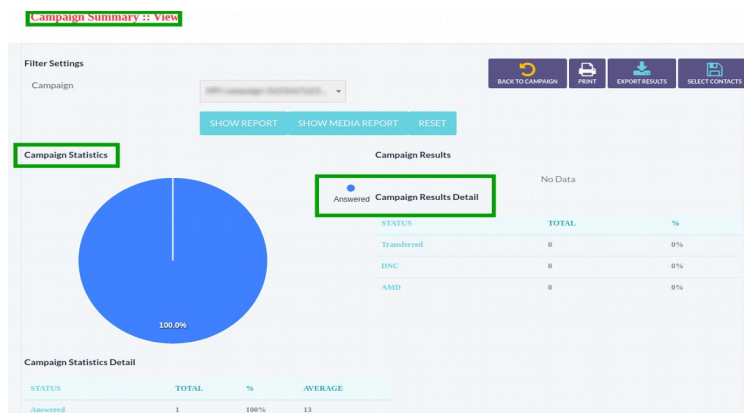 Campaign Summary :: View
Filter Settings
Campaign
BACK TO CAMPAIGN PRINT EXPORT RESULTS SELECT CONTACTS
SHOW REPORT SHOW MEDIA REPORT RESET
Campaign Statistics
100.0%
Answered
Campaign Results
No Data
Campaign Results Detail
STATUS TOTAL %
Transferred 0 0%
DNC 0 0%
AMD 0 0%
Campaign Statistics Detail
STATUS TOTAL % AVERAGE
Answered 1 100% 13